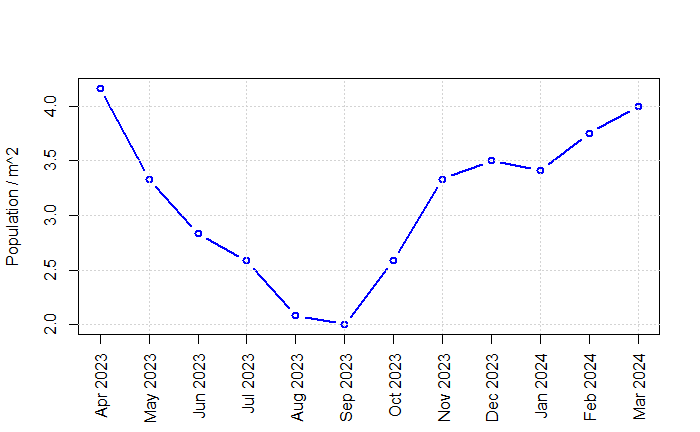 Population / m^2
4.0
3.5
3.0
2.5
2.0
Apr 2023
May 2023
Jun 2023
Jul 2023
Aug 2023
Sep 2023
Oct 2023
Nov 2023
Dec 2023
Jan 2024
Feb 2024
Mar 2024